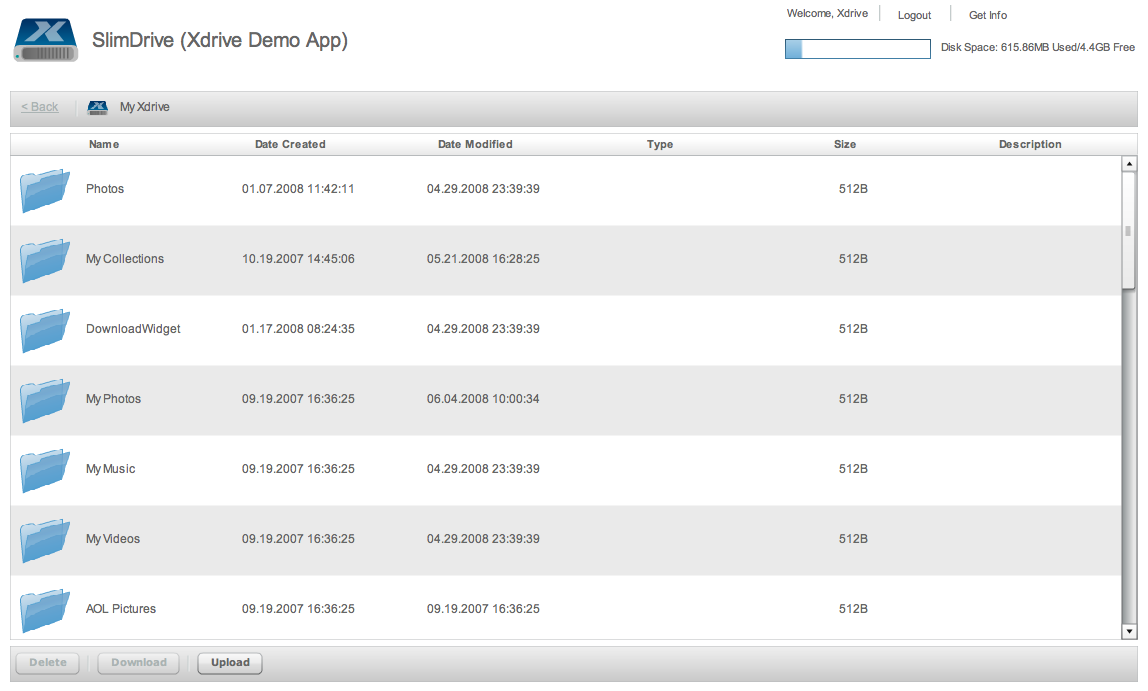 Welcome, Xdrive Logout Get Info
SlimDrive (Xdrive Demo App)
Disk Space: 615.86MB Used/4.4GB Free
< Back My Xdrive
Name Date Created Date Modified Type Size Description
Photos 01.07.2008 11:42:11 04.29.2008 23:39:39 512B
My Collections 10.19.2007 14:45:06 05.21.2008 16:28:25 512B
DownloadWidget 01.17.2008 08:24:35 04.29.2008 23:39:39 512B
My Photos 09.19.2007 16:36:25 06.04.2008 10:00:34 512B
My Music 09.19.2007 16:36:25 04.29.2008 23:39:39 512B
My Videos 09.19.2007 16:36:25 04.29.2008 23:39:39 512B
AOL Pictures 09.19.2007 16:36:25 09.19.2007 16:36:25 512B
Delete Download Upload